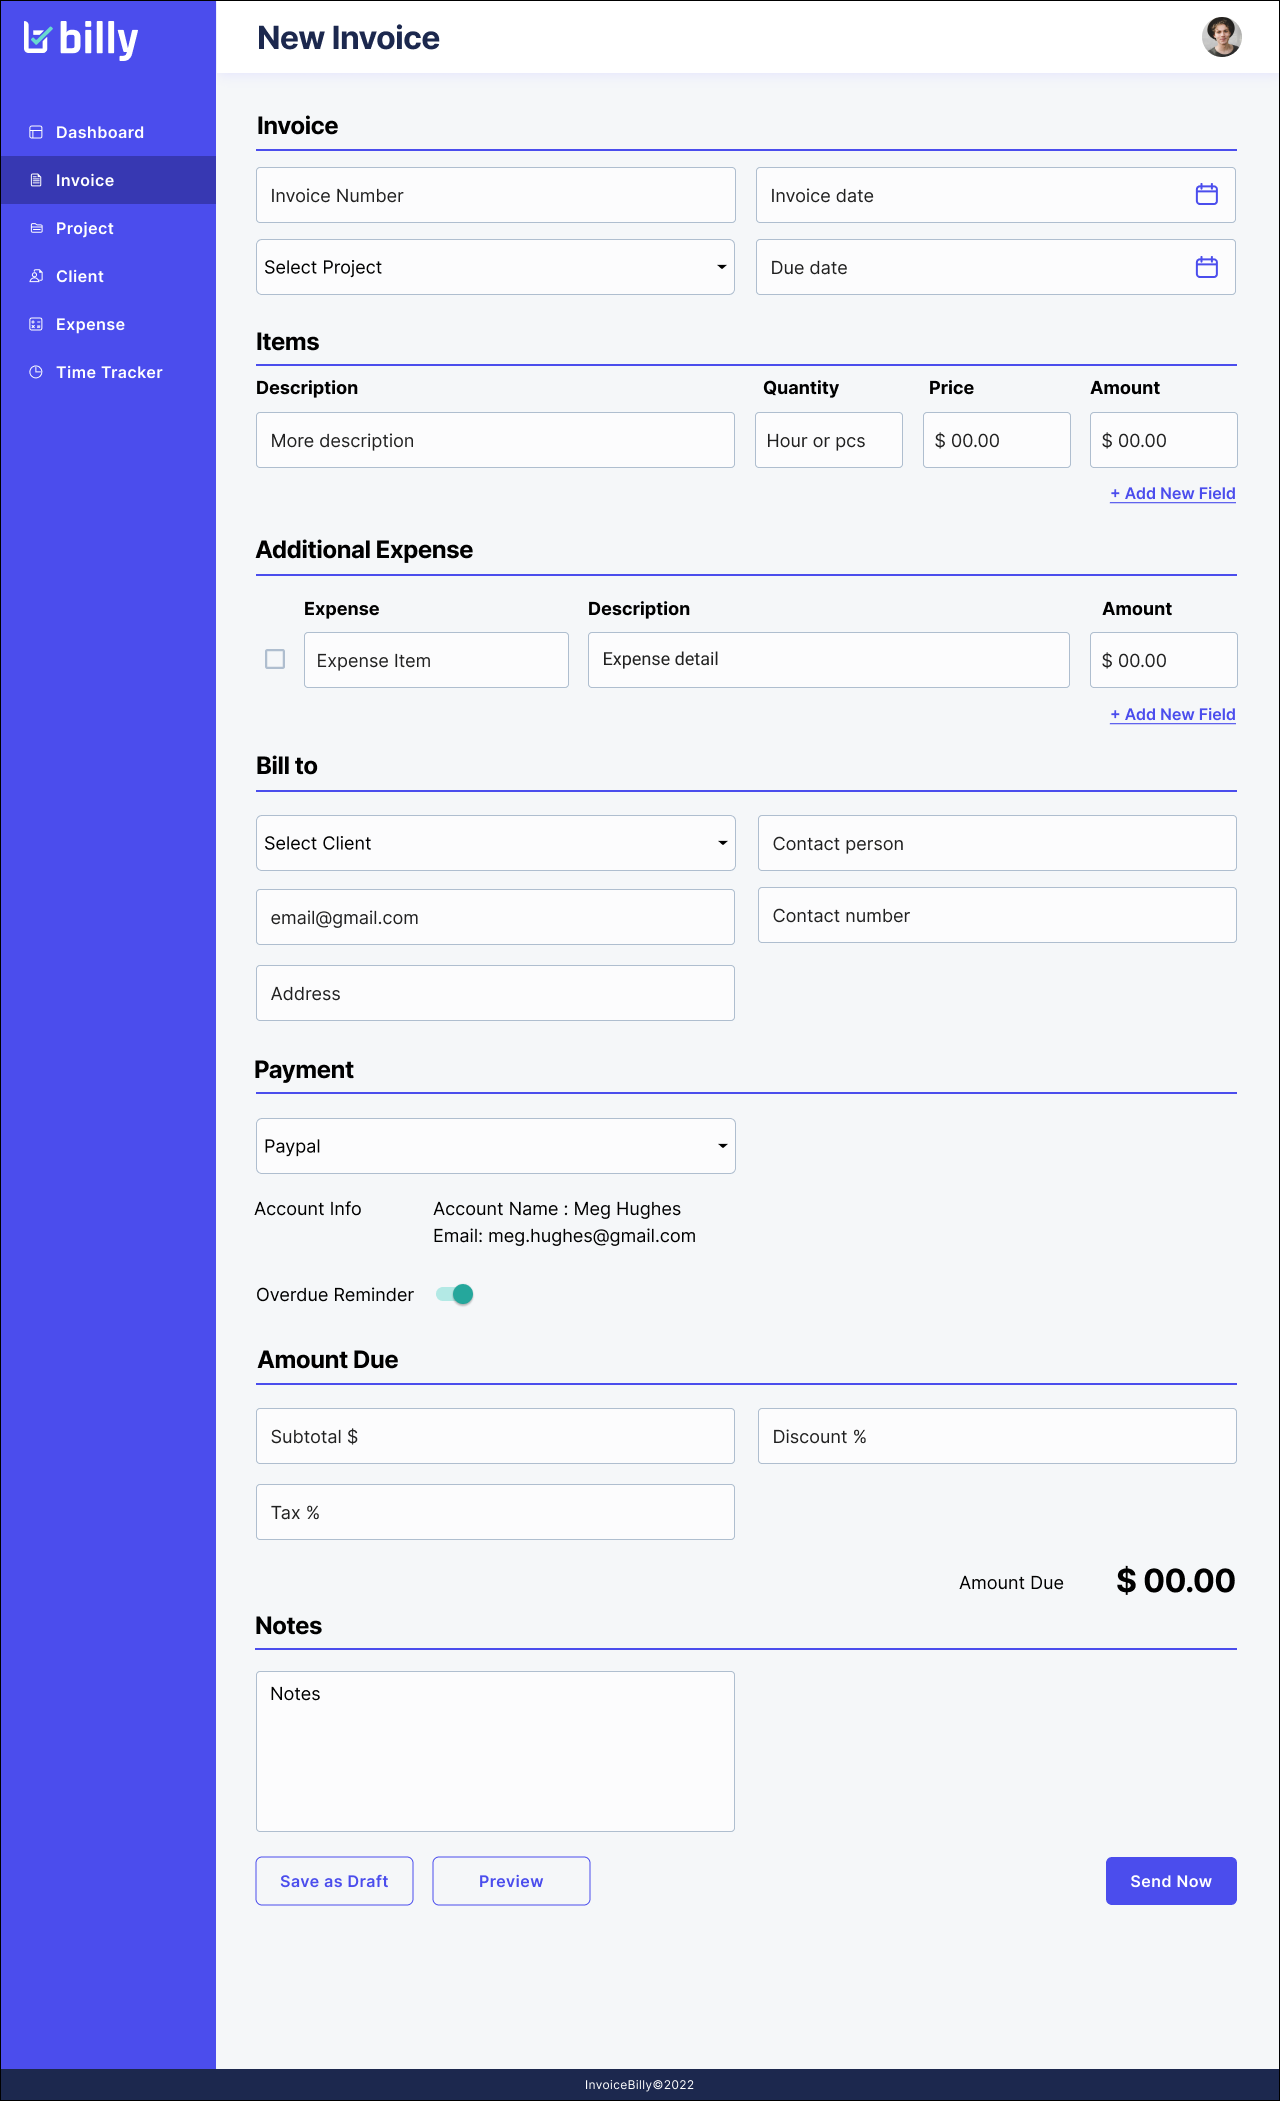 billy
New Invoice
Dashboard
Invoice
Project
Client
Expense
Time Tracker
Invoice
Invoice Number
Invoice date
Select Project
Due date
Items
Description Quantity Price Amount
More description
Hour or pcs
$ 00.00
$ 00.00
+ Add New Field
Additional Expense
Expense Description Amount
Expense Item
Expense detail
$ 00.00
+ Add New Field
Bill to
Select Client
Contact person
email@gmail.com
Contact number
Address
Payment
Paypal
Account Info
Account Name : Meg Hughes
Email: meg.hughes@gmail.com
Overdue Reminder
Amount Due
Subtotal $
Discount %
Tax %
Amount Due $ 00.00
Notes
Notes
Save as Draft
Preview
Send Now
InvoiceBilly©2022